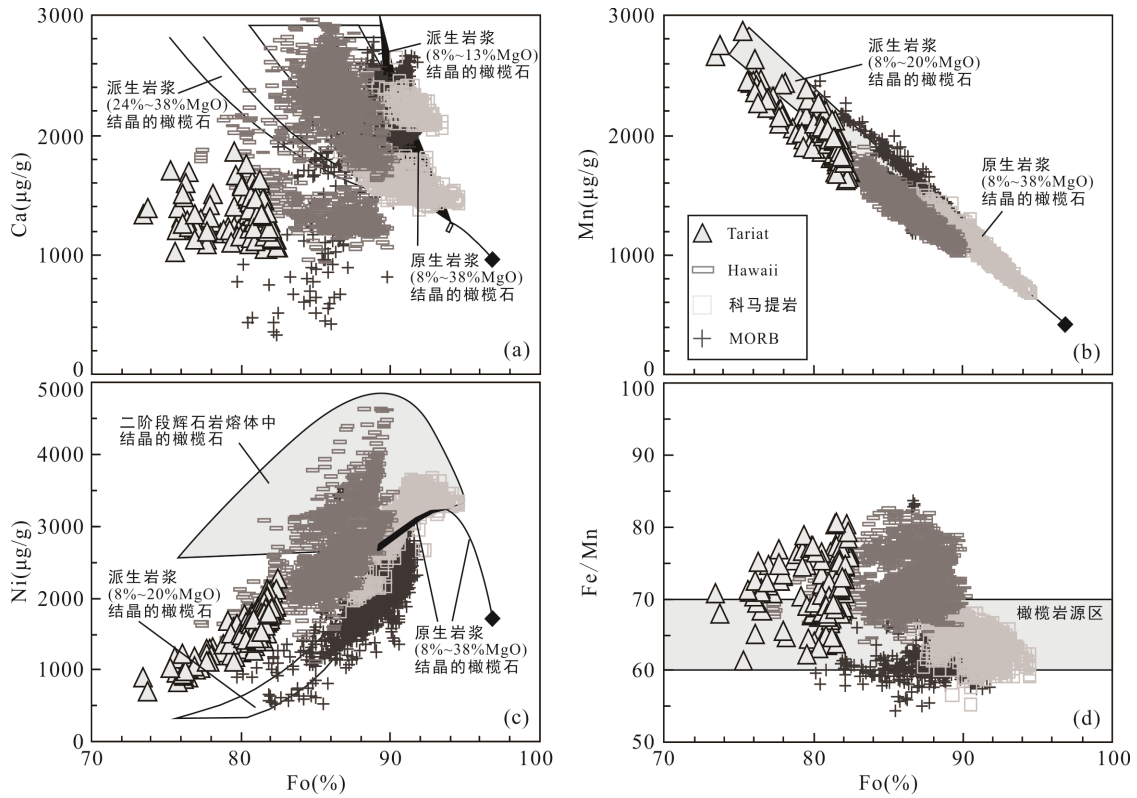 3000
2000
1000
0
Ca(μg/g)
派生岩浆
(24%~38%MgO)
结晶的橄榄石
派生岩浆
(8%~13%MgO)
结晶的橄榄石
原生岩浆
(8%~38%MgO)
结晶的橄榄石
(a)
3000
2000
1000
0
Mn(μg/g)
派生岩浆
(8%~20%MgO)
结晶的橄榄石
原生岩浆
(8%~38%MgO)
结晶的橄榄石
Tariat
Hawaii
科马提岩
MORB
(b)
5000
4000
3000
2000
1000
0
Ni(μg/g)
二阶段辉石岩熔体中
结晶的橄榄石
派生岩浆
(8%~20%MgO)
结晶的橄榄石
原生岩浆
(8%~38%MgO)
结晶的橄榄石
(c)
70
80
90
100
Fo(%)
100
90
80
70
60
50
Fe/Mn
橄榄岩源区
(d)
70
80
90
100
Fo(%)